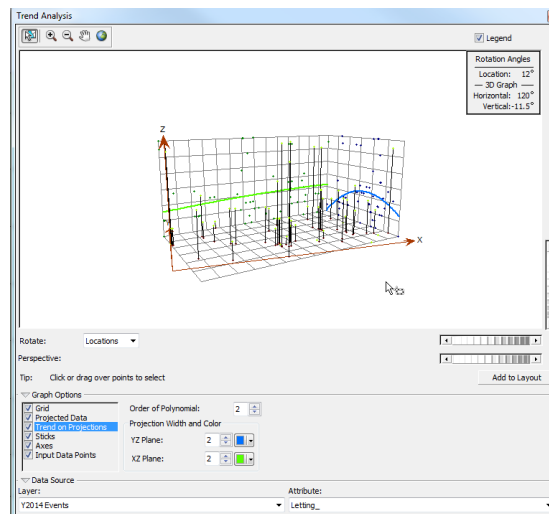 Trend Analysis
Legend
Rotation Angles
Location: 12°
3D Graph
Horizontal: 120°
Vertical:-11.5°
Z
X
Rotate: Locations
Perspective:
Tip: Click or drag over points to select
Add to Layout
Graph Options
Grid
Projected Data
Trend on Projections
Sticks
Axes
Input Data Points
Order of Polynomial: 2
Projection Width and Color
YZ Plane: 2
XZ Plane: 2
Data Source
Layer: Attribute:
Y2014 Events Letting_